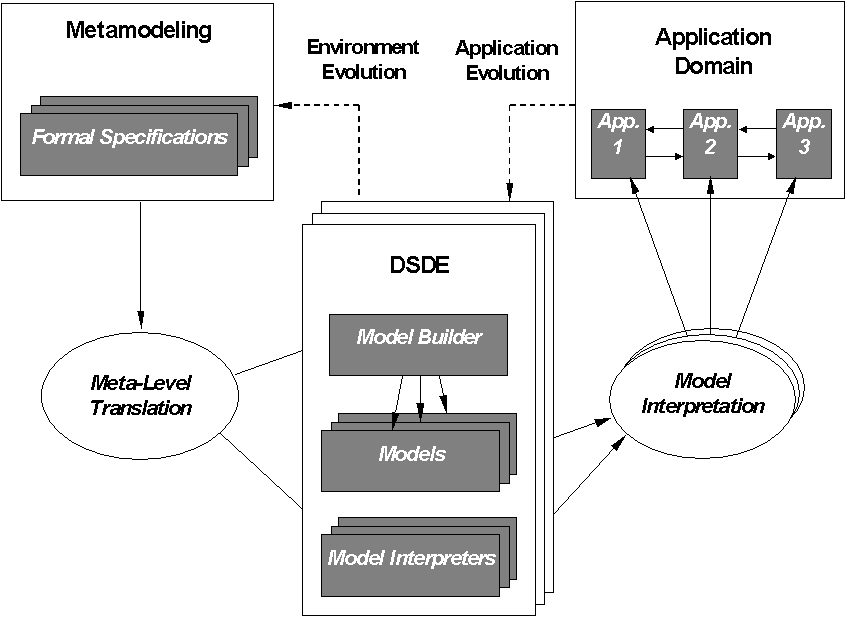 Metamodeling
Formal Specifications
Environment
Evolution
Application
Evolution
Application
Domain
App.
1
App.
2
App.
3
DSDE
Model Builder
Models
Model Interpreters
Meta-Level
Translation
Model
Interpretation